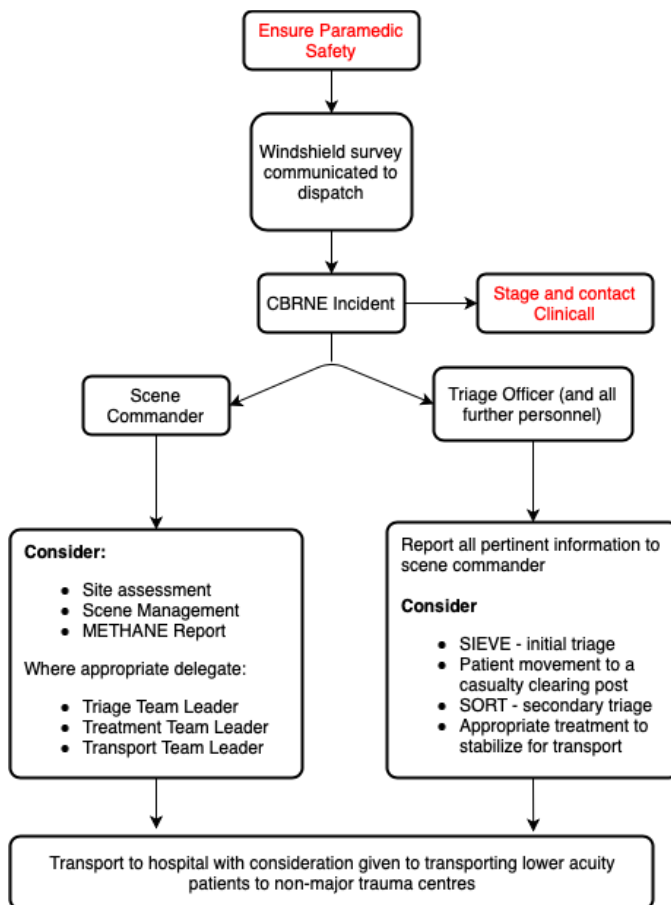 Ensure Paramedic
Safety
Windshield survey
communicated to
dispatch
CBRNE Incident
Stage and contact
Clinicall
Scene
Commander
Triage Officer (and all
further personnel)
Consider:
● Site assessment
● Scene Management
● METHANE Report
Where appropriate delegate:
● Triage Team Leader
● Treatment Team Leader
● Transport Team Leader
Report all pertinent information to
scene commander
Consider
● SIEVE - initial triage
● Patient movement to a
casualty clearing post
● SORT - secondary triage
● Appropriate treatment to
stabilize for transport
Transport to hospital with consideration given to transporting lower acuity
patients to non-major trauma centres